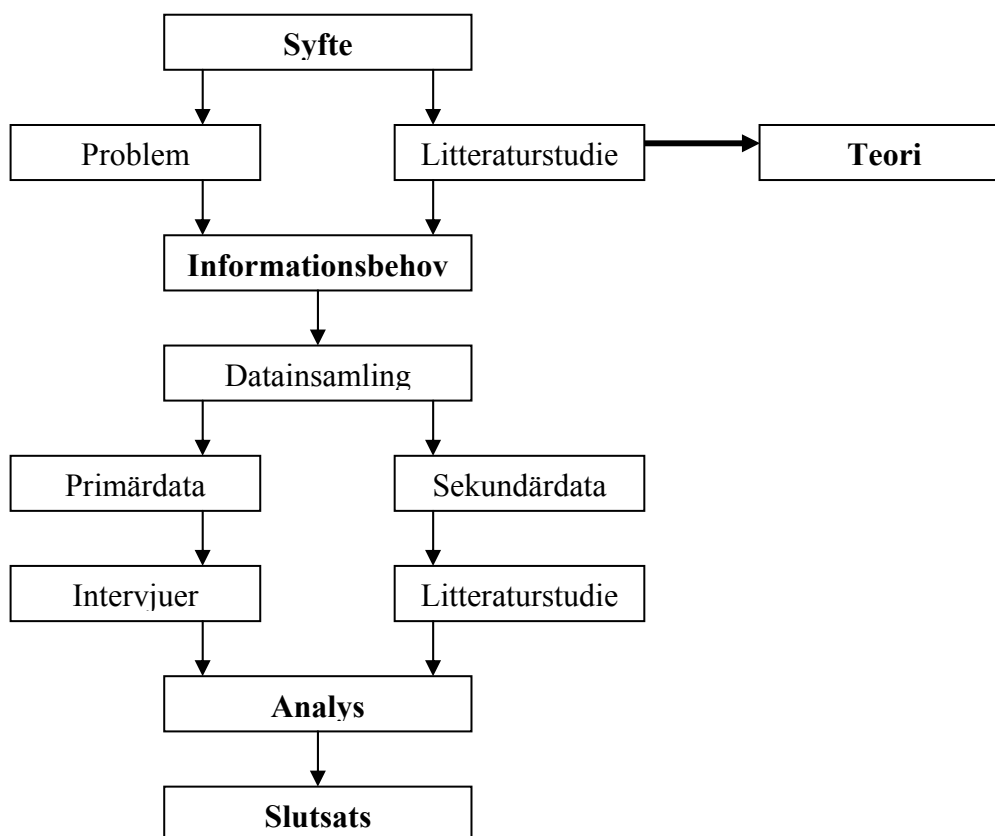 Syfte
Problem
Litteraturstudie
Teori
Informationsbehov
Datainsamling
Primärdata
Sekundärdata
Intervjuer
Litteraturstudie
Analys
Slutsats